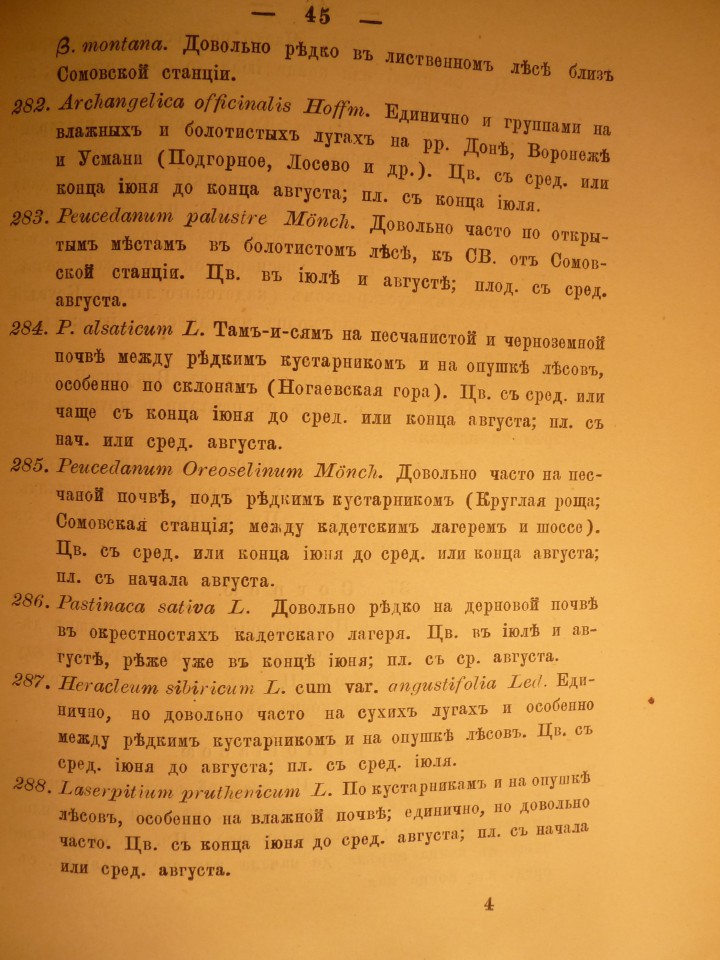 — 45 —
β. montana. Довольно рѣдко въ лиственномъ лѣсѣ близъ
Сомовской станціи.
282. Archangelica officinalis Hoffm. Единично и группами на
влажныхъ и болотистыхъ лугахъ на рр. Донѣ, Воронежѣ
и Усмани (Подгорное, Лосево и др.). Цв. съ сред. или
конца іюня до конца августа; пл. съ конца іюля.
283. Peucedanum palustre Mönch. Довольно часто по откры-
тымъ мѣстамъ въ болотистомъ лѣсѣ, къ СВ. отъ Сомов-
ской станціи. Цв. въ іюлѣ и августѣ; плод. съ сред.
августа.
284. P. alsaticum L. Тамъ-и-сямъ на песчанистой и черноземной
почвѣ между рѣдкимъ кустарникомъ и на опушкѣ лѣсовъ,
особенно по склонамъ (Ногаевская гора). Цв. съ сред. или
чаще съ конца іюня до сред. или конца августа; пл. съ
нач. или сред. августа.
285. Peucedanum Oreoselinum Mönch. Довольно часто на пес-
чаной почвѣ, подъ рѣдкимъ кустарникомъ (Круглая роща;
Сомовская станція; между кадетскимъ лагеремъ и шоссе).
Цв. съ сред. или конца іюня до сред. или конца августа;
пл. съ начала августа.
286. Pastinaca sativa L. Довольно рѣдко на дерновой почвѣ
въ окрестностяхъ кадетскаго лагеря. Цв. въ іюлѣ и ав-
густѣ, рѣже уже въ концѣ іюня; пл. съ ср. августа.
287. Heracleum sibiricum L. cum var. angustifolia Led. Еди-
нично, но довольно часто на сухихъ лугахъ и особенно
между рѣдкимъ кустарникомъ и на опушкѣ лѣсовъ. Цв. съ
сред. іюня до августа; пл. съ сред. іюля.
288. Laserpitium pruthenicum L. По кустарникамъ и на опушкѣ
лѣсовъ, особенно на влажной почвѣ; единично, но довольно
часто. Цв. съ конца іюня до сред. августа; пл. съ начала
или сред. августа.
4